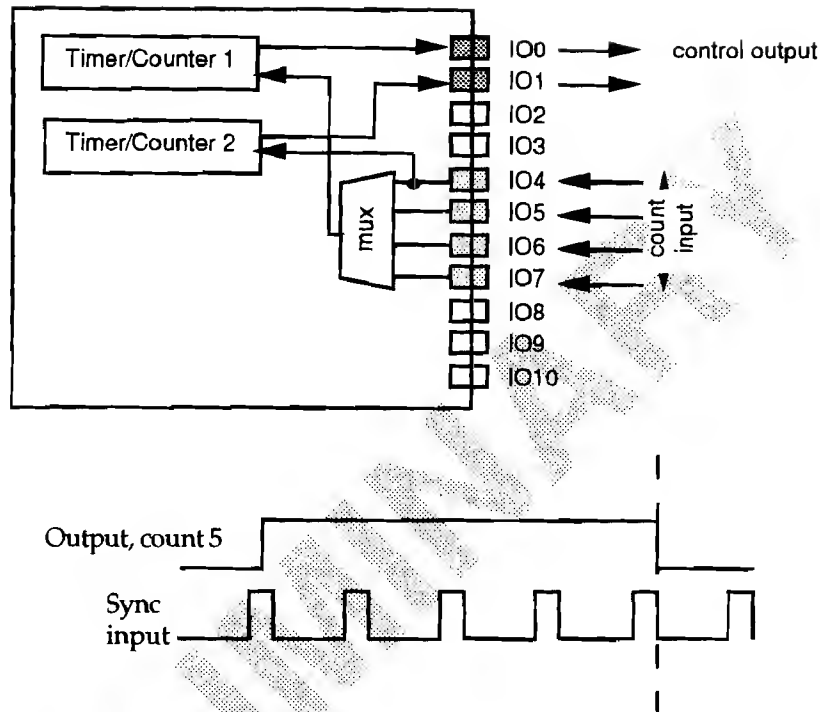 Timer/Counter 1
IO0
control output
IO1
IO2
Timer/Counter 2
IO3
IO4
mux
IO5
count
input
IO6
IO7
IO8
IO9
IO10
Output, count 5
Sync
input